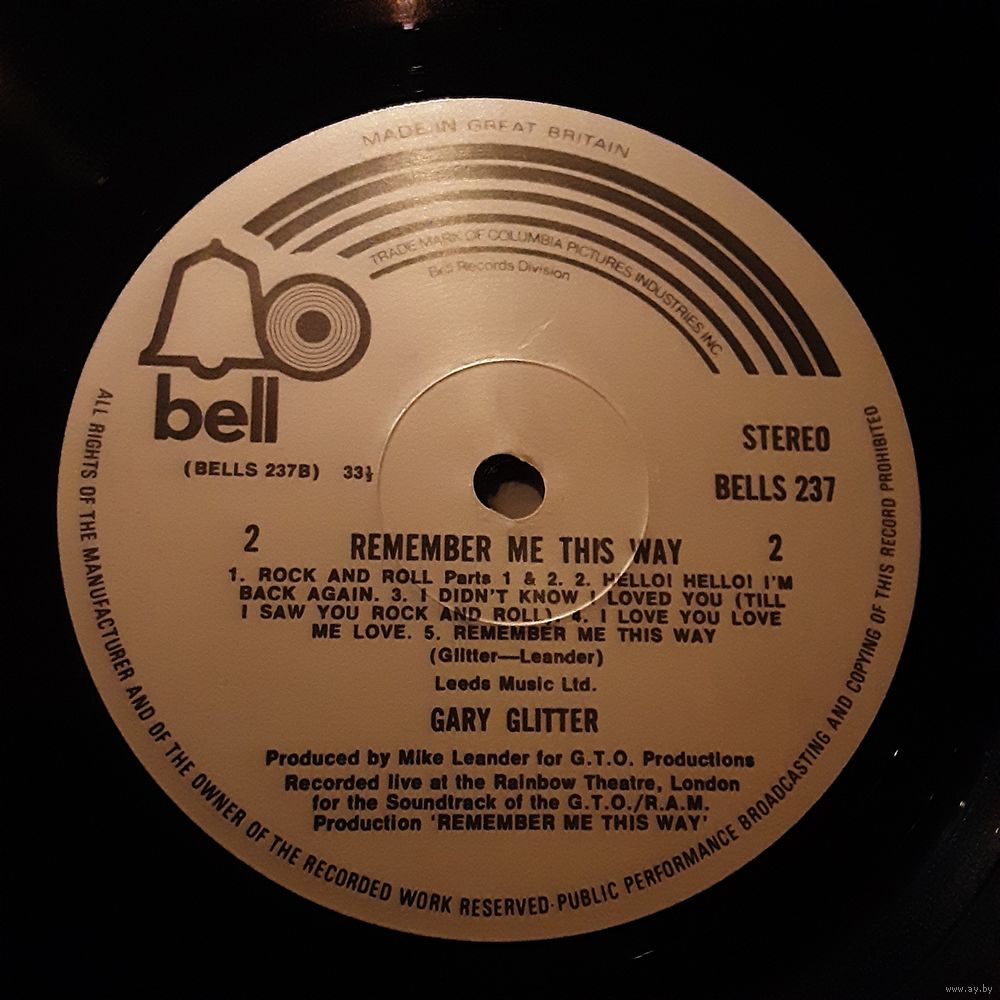 MADE IN GREAT BRITAIN
TRADE MARK OF COLUMBIA PICTURES INDUSTRIES INC
Bell Records Division
bell
(BELLS 237B) 33⅓
STEREO
BELLS 237
2 REMEMBER ME THIS WAY 2
1. ROCK AND ROLL Parts 1 & 2. 2. HELLO! HELLO! I'M
BACK AGAIN. 3. I DIDN'T KNOW I LOVED YOU (TILL
I SAW YOU ROCK AND ROLL). 4. I LOVE YOU LOVE
ME LOVE. 5. REMEMBER ME THIS WAY
(Glitter—Leander)
Leeds Music Ltd.
GARY GLITTER
Produced by Mike Leander for G.T.O. Productions
Recorded live at the Rainbow Theatre, London
for the Soundtrack of the G.T.O./R.A.M.
Production 'REMEMBER ME THIS WAY'
ALL RIGHTS OF THE MANUFACTURER AND OF THE OWNER OF THE RECORDED WORK RESERVED·PUBLIC PERFORMANCE BROADCASTING AND COPYING OF THIS RECORD PROHIBITED
www.ay.by